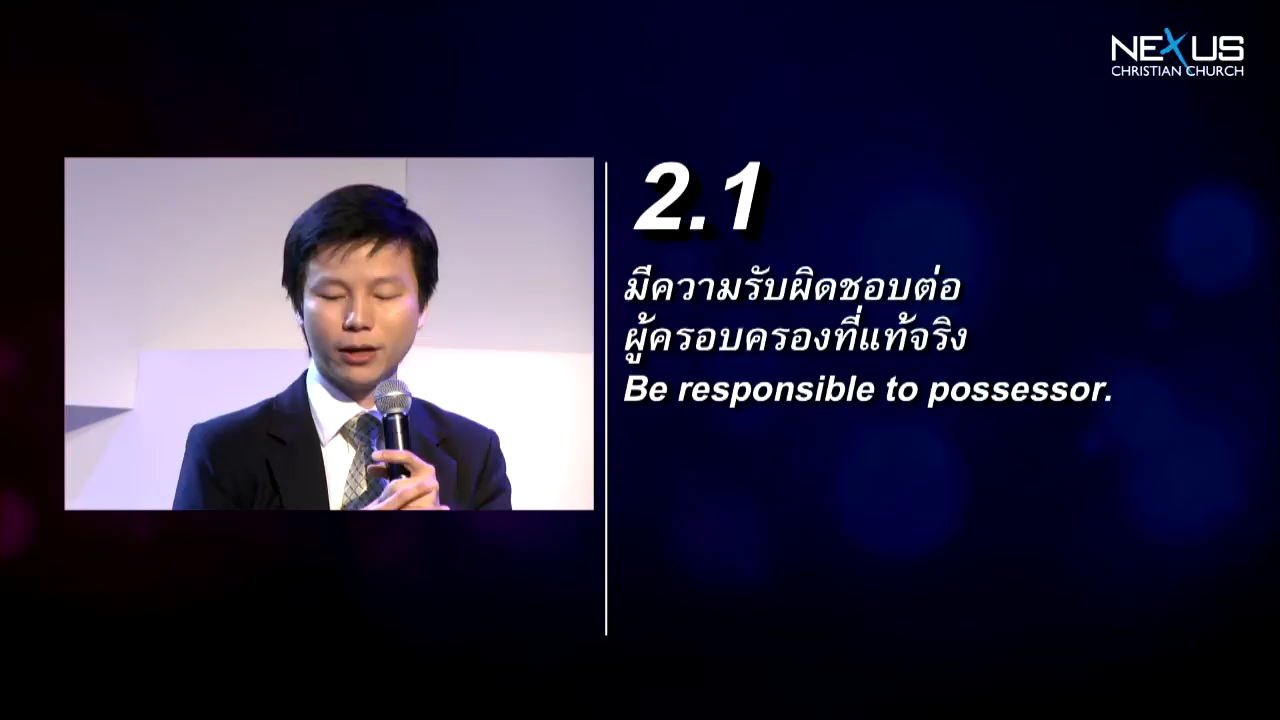 NEXUS
CHRISTIAN CHURCH
2.1
มีความรับผิดชอบต่อ
ผู้ครอบครองที่แท้จริง
Be responsible to possessor.